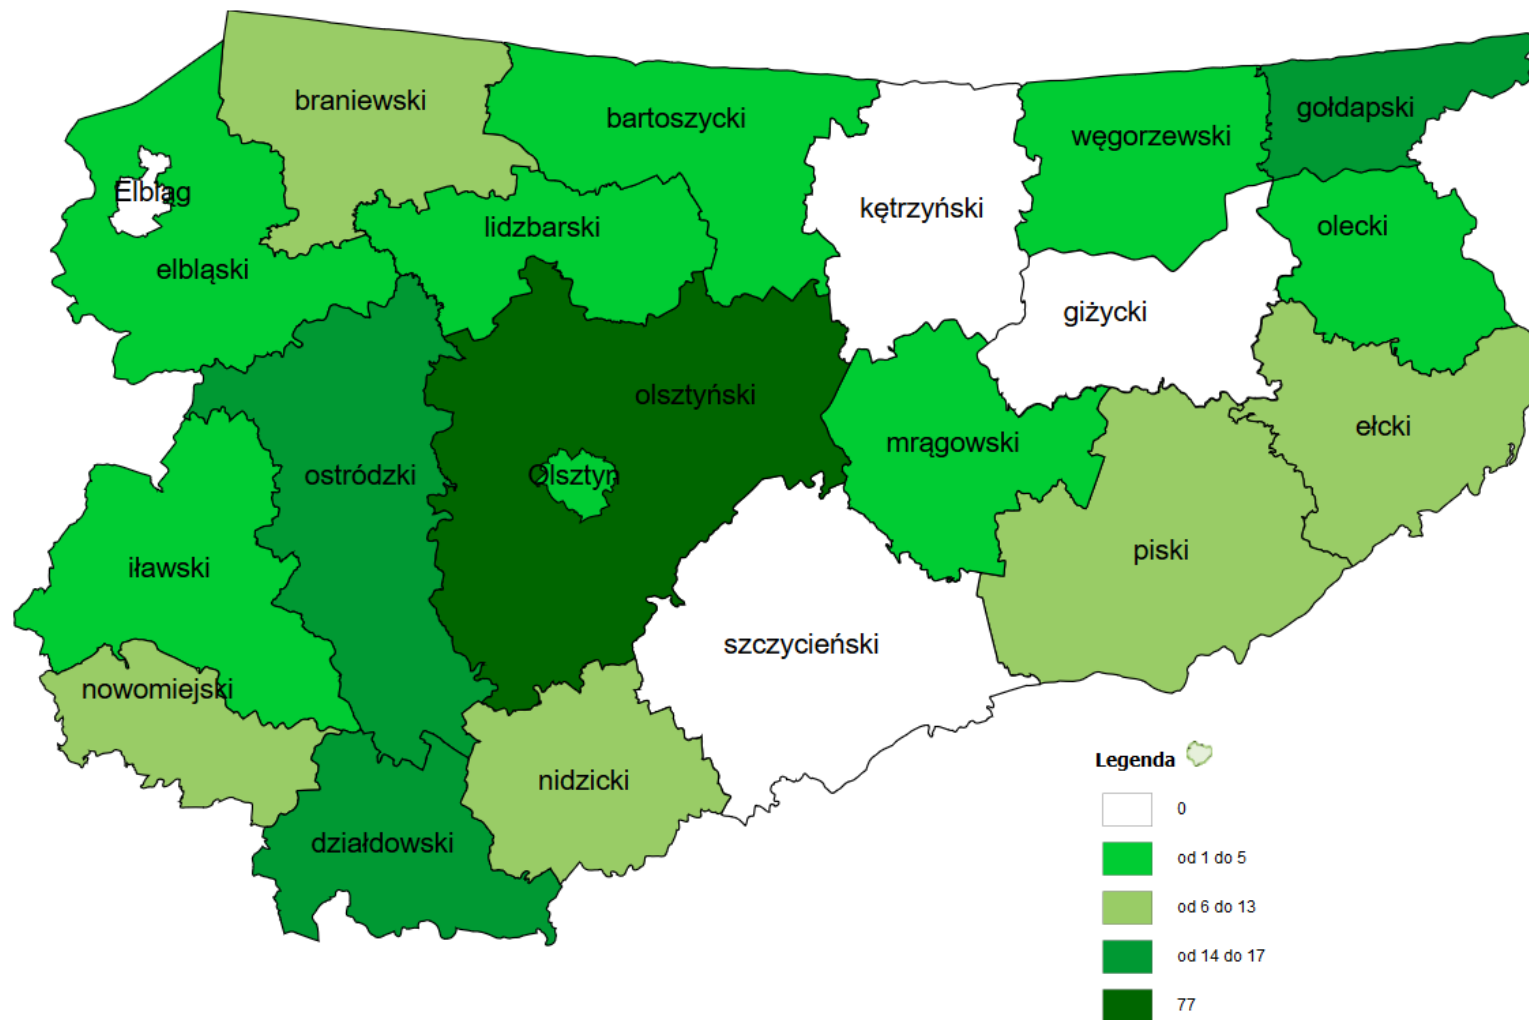 braniewski
bartoszycki
gołdapski
węgorzewski
Elbląg
kętrzyński
lidzbarski
olecki
elbląski
giżycki
olsztyński
ełcki
mrągowski
ostródzki
Olsztyn
piski
iławski
szczycieński
nowomiejski
nidzicki
działdowski
Legenda
0
od 1 do 5
od 6 do 13
od 14 do 17
77